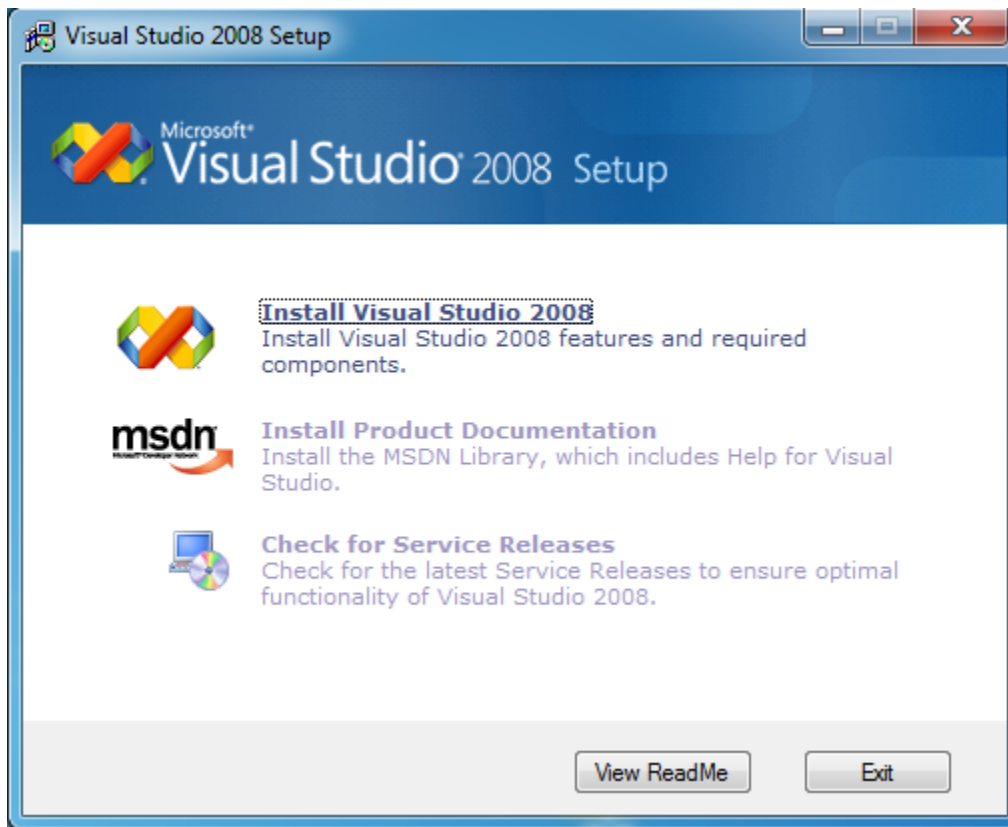 Visual Studio 2008 Setup
Microsoft®
Visual Studio® 2008 Setup
Install Visual Studio 2008
Install Visual Studio 2008 features and required
components.
msdn
Install Product Documentation
Install the MSDN Library, which includes Help for Visual
Studio.
Check for Service Releases
Check for the latest Service Releases to ensure optimal
functionality of Visual Studio 2008.
View ReadMe
Exit